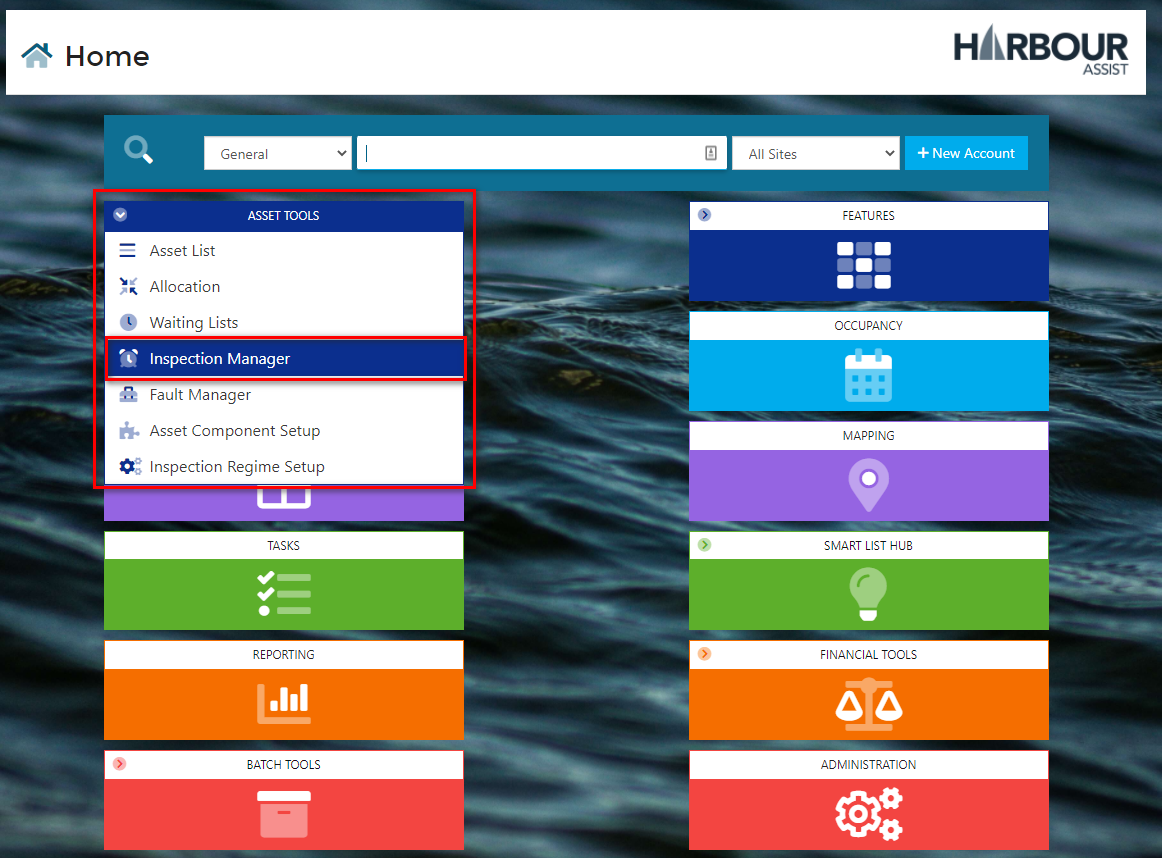 Home
HARBOUR
ASSIST
General
All Sites
+ New Account
ASSET TOOLS
Asset List
Allocation
Waiting Lists
Inspection Manager
Fault Manager
Asset Component Setup
Inspection Regime Setup
FEATURES
OCCUPANCY
MAPPING
TASKS
SMART LIST HUB
REPORTING
FINANCIAL TOOLS
BATCH TOOLS
ADMINISTRATION